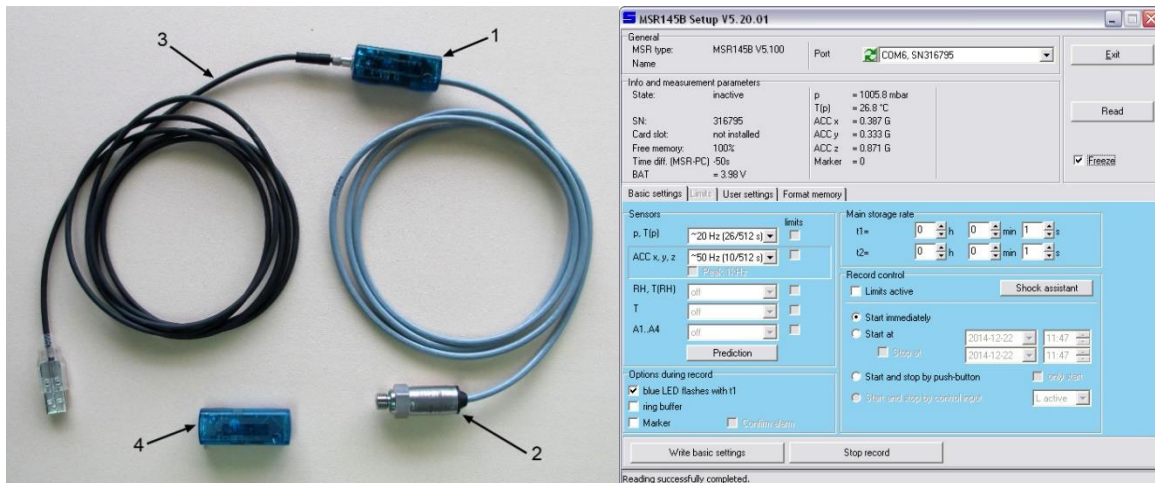 1
3
4
2
MSR145B Setup V5.20.01
General
MSR type: MSR145B V5.100
Name
Port COM6, SN316795
Exit
Info and measurement parameters
State: inactive
SN: 316795
Card slot: not installed
Free memory: 100%
Time diff. (MSR-PC) -50s
BAT = 3.98 V
p = 1005.8 mbar
T(p) = 26.8 °C
ACC x = 0.387 G
ACC y = 0.333 G
ACC z = 0.871 G
Marker = 0
Read
Freeze
Basic settings Limits User settings Format memory
Sensors
limits
p, T(p) ~20 Hz (26/512 s)
ACC x, y, z ~50 Hz (10/512 s)
Peak 1kHz
RH, T(RH) off
T off
A1..A4 off
Prediction
Options during record
blue LED flashes with t1
ring buffer
Marker Confirm alarm
Main storage rate
t1= 0 h 0 min 1 s
t2= 0 h 0 min 1 s
Record control
Limits active Shock assistant
Start immediately
Start at 2014-12-22 11:47
Stop at 2014-12-22 11:47
Start and stop by push-button only start
Start and stop by control input L active
Write basic settings Stop record
Reading successfully completed.